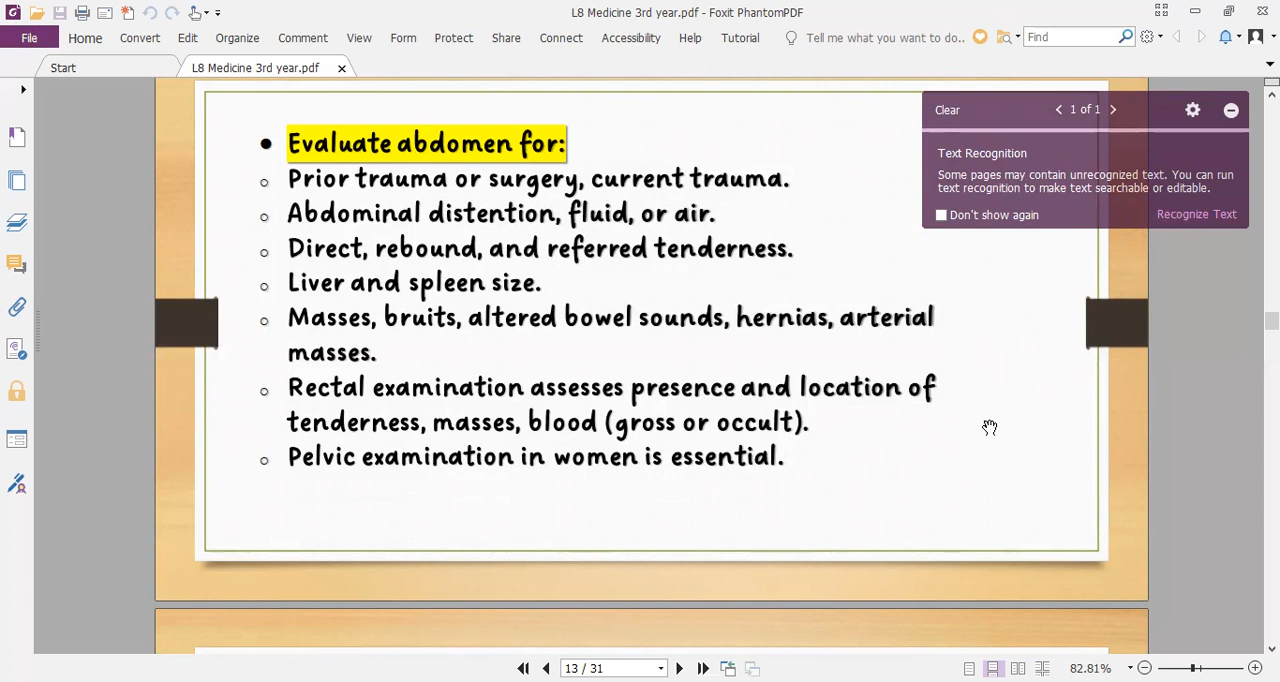 L8 Medicine 3rd year.pdf - Foxit PhantomPDF
File Home Convert Edit Organize Comment View Form Protect Share Connect Accessibility Help Tutorial Tell me what you want to do.. Find
Start L8 Medicine 3rd year.pdf
Clear 1 of 1
Text Recognition
Some pages may contain unrecognized text. You can run
text recognition to make text searchable or editable.
Don't show again Recognize Text
• Evaluate abdomen for:
o Prior trauma or surgery, current trauma.
o Abdominal distention, fluid, or air.
o Direct, rebound, and referred tenderness.
o Liver and spleen size.
o Masses, bruits, altered bowel sounds, hernias, arterial
masses.
o Rectal examination assesses presence and location of
tenderness, masses, blood (gross or occult).
o Pelvic examination in women is essential.
13 / 31 82.81%